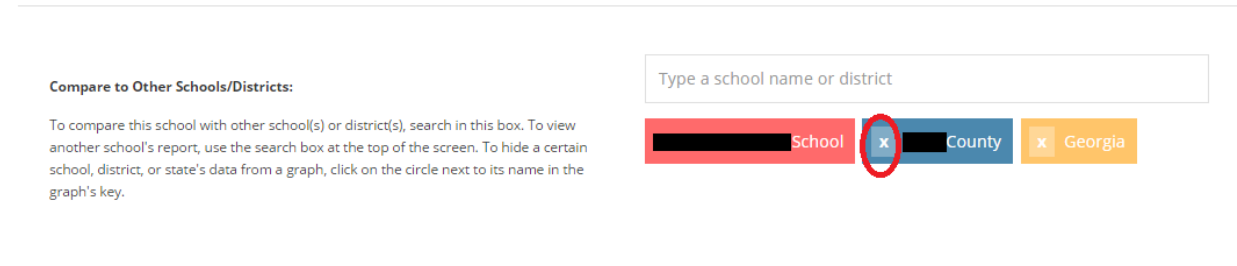 Type a school name or district
Compare to Other Schools/Districts:
To compare this school with other school(s) or district(s), search in this box. To view
another school's report, use the search box at the top of the screen. To hide a certain
school, district, or state's data from a graph, click on the circle next to its name in the
graph's key.
School x County x Georgia